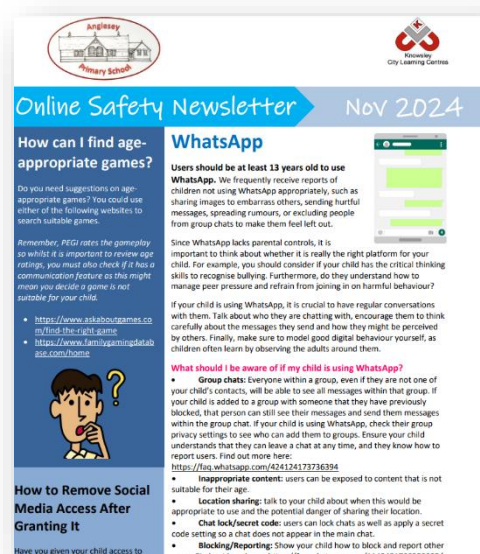 Anglesey
Primary School
Knowsley
City Learning Centres
Online Safety Newsletter
Nov 2024
How can I find age-
appropriate games?
Do you need suggestions on age-
appropriate games? You could use
either of the following websites to
search suitable games.
Remember, PEGI rates the gameplay
so whilst it is important to review age
ratings, you must also check if it has a
communication feature as this might
mean you decide a game is not
suitable for your child.
• https://www.askaboutgames.co
m/find-the-right-game
• https://www.familygamingdatab
ase.com/home
How to Remove Social
Media Access After
Granting It
Have you given your child access to
WhatsApp
Users should be at least 13 years old to use
WhatsApp. We frequently receive reports of
children not using WhatsApp appropriately, such as
sharing images to embarrass others, sending hurtful
messages, spreading rumours, or excluding people
from group chats to make them feel left out.
Since WhatsApp lacks parental controls, it is
important to think about whether it is really the right platform for your
child. For example, you should consider if your child has the critical thinking
skills to recognise bullying. Furthermore, do they understand how to
manage peer pressure and refrain from joining in on harmful behaviour?
If your child is using WhatsApp, it is crucial to have regular conversations
with them. Talk about who they are chatting with, encourage them to think
carefully about the messages they send and how they might be perceived
by others. Finally, make sure to model good digital behaviour yourself, as
children often learn by observing the adults around them.
What should I be aware of if my child is using WhatsApp?
• Group chats: Everyone within a group, even if they are not one of
your child's contacts, will be able to see all messages within that group. If
your child is added to a group with someone that they have previously
blocked, that person can still see their messages and send them messages
within the group chat. If your child is using WhatsApp, check their group
privacy settings to see who can add them to groups. Ensure your child
understands that they can leave a chat at any time, and they know how to
report users. Find out more here:
https://faq.whatsapp.com/424124173736394
• Inappropriate content: users can be exposed to content that is not
suitable for their age.
• Location sharing: talk to your child about when this would be
appropriate to use and the potential danger of sharing their location.
• Chat lock/secret code: users can lock chats as well as apply a secret
code setting so a chat does not appear in the main chat.
• Blocking/Reporting: Show your child how to block and report other